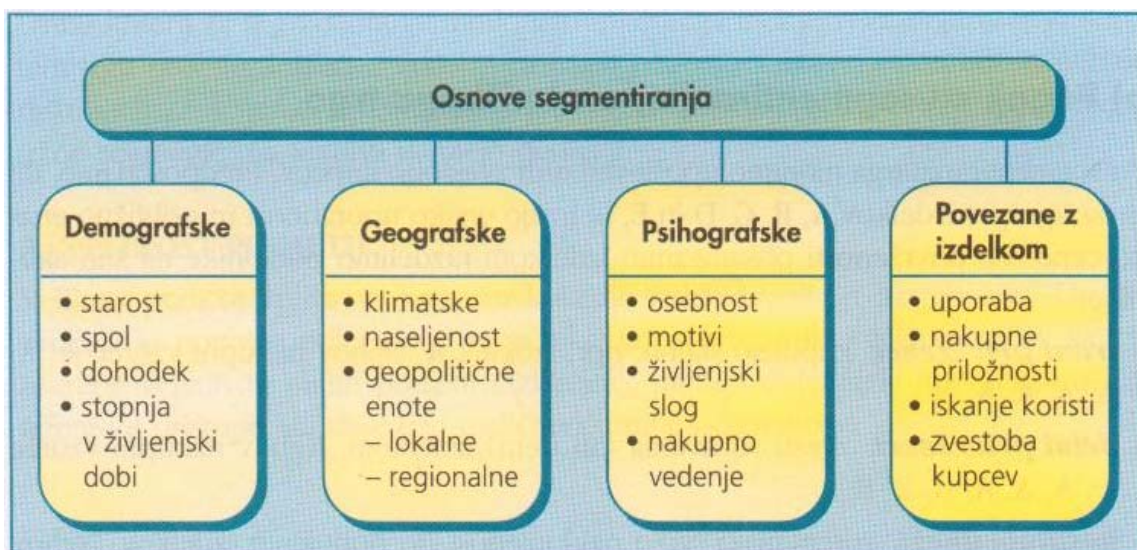 Osnove segmentiranja
Demografske
• starost
• spol
• dohodek
• stopnja
v življenjski
dobi
Geografske
• klimatske
• naseljenost
• geopolitične
enote
– lokalne
– regionalne
Psihografske
• osebnost
• motivi
• življenjski
slog
• nakupno
vedenje
Povezane z
izdelkom
• uporaba
• nakupne
priložnosti
• iskanje koristi
• zvestoba
kupcev